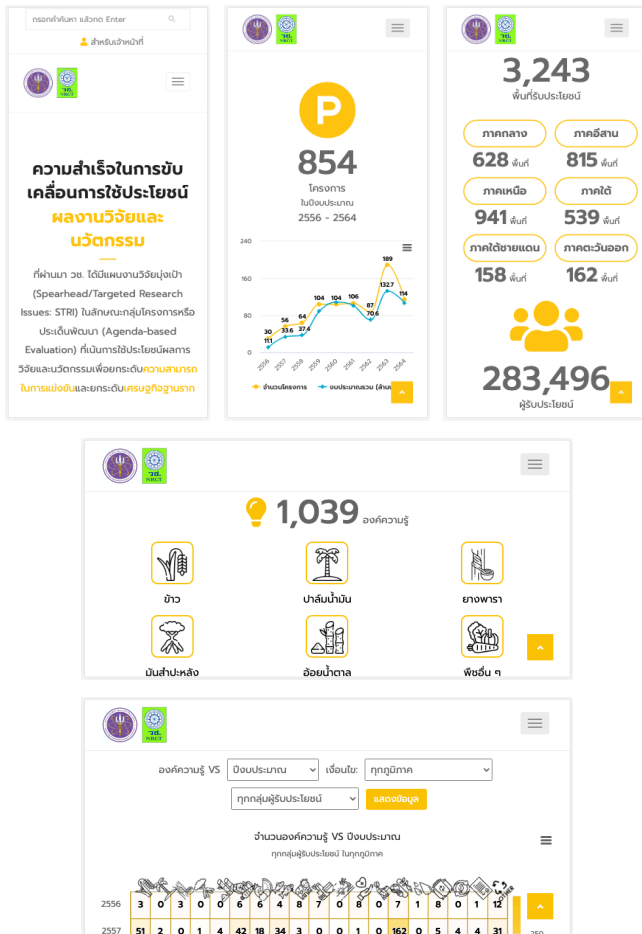 กรอกคำค้นหา แล้วกด Enter
สำหรับเจ้าหน้าที่
วช.
NRCT
ความสำเร็จในการขับ
เคลื่อนการใช้ประโยชน์
ผลงานวิจัยและ
นวัตกรรม
ที่ผ่านมา วช. ได้มีแผนงานวิจัยมุ่งเป้า
(Spearhead/Targeted Research
Issues: STRI) ในลักษณะกลุ่มโครงการหรือ
ประเด็นพัฒนา (Agenda-based
Evaluation) ที่เน้นการใช้ประโยชน์ผลการ
วิจัยและนวัตกรรมเพื่อยกระดับความสามารถ
ในการแข่งขันและยกระดับเศรษฐกิจฐานราก
วช.
P
854
โครงการ
ในปีงบประมาณ
2556 - 2564
240
160
80
0
30
56
64
104
104
106
87
189
114
11.1
33.6
37.4
70.6
132.7
2556
2557
2558
2559
2560
2561
2562
2563
2564
จำนวนโครงการ
งบประมาณรวม (ล้าน
วช.
3,243
พื้นที่รับประโยชน์
ภาคกลาง ภาคอีสาน
628 พื้นที่ 815 พื้นที่
ภาคเหนือ ภาคใต้
941 พื้นที่ 539 พื้นที่
ภาคใต้ชายแดน ภาคตะวันออก
158 พื้นที่ 162 พื้นที่
283,496
ผู้รับประโยชน์
วช.
NRCT
1,039 องค์ความรู้
ข้าว ปาล์มน้ำมัน ยางพารา
มันสำปะหลัง อ้อยน้ำตาล พืชอื่น ๆ
วช.
NRCT
องค์ความรู้ VS ปีงบประมาณ เงื่อนไข: ทุกภูมิภาค
ทุกกลุ่มผู้รับประโยชน์ แสดงข้อมูล
จำนวนองค์ความรู้ VS ปีงบประมาณ
ทุกกลุ่มผู้รับประโยชน์ ในทุกภูมิภาค
OTHER
2556 3 0 3 0 0 6 6 4 8 7 0 8 0 7 1 8 0 1 12
2557 51 2 0 1 4 42 18 34 3 0 0 1 0 162 0 5 4 4 31
250